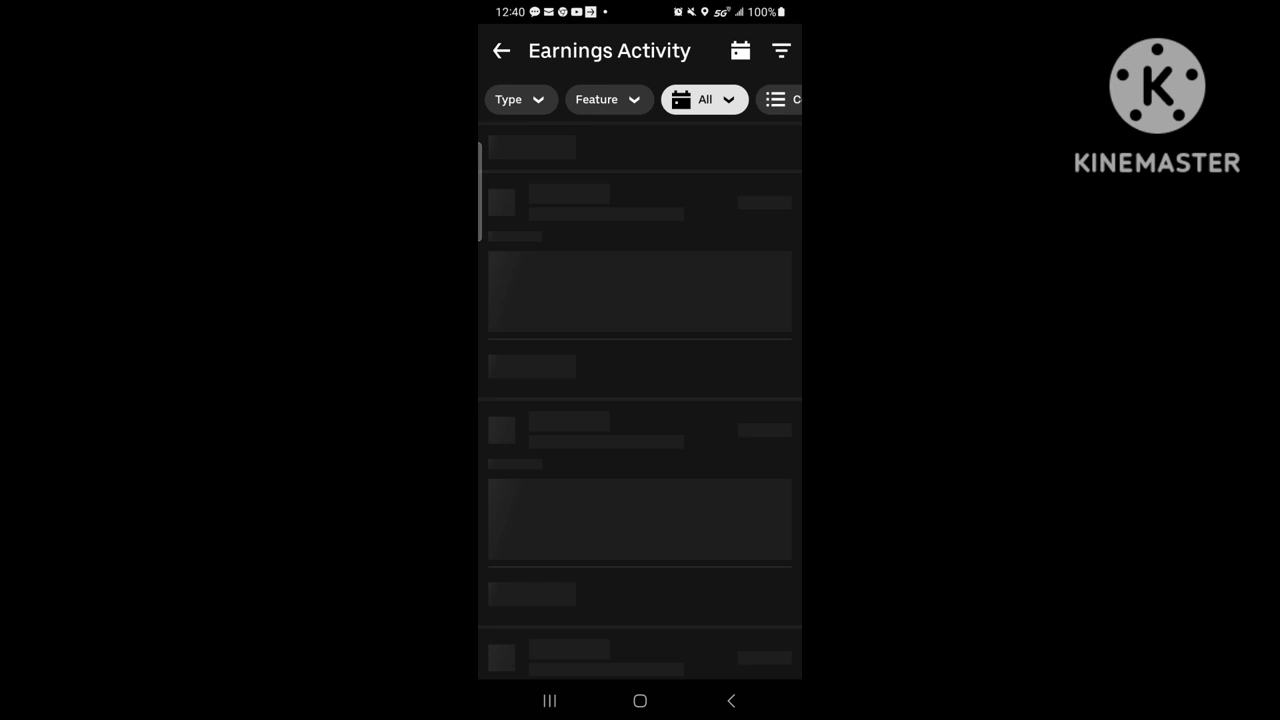 12:40
5G
100%
Earnings Activity
Type
Feature
All
C
KINEMASTER